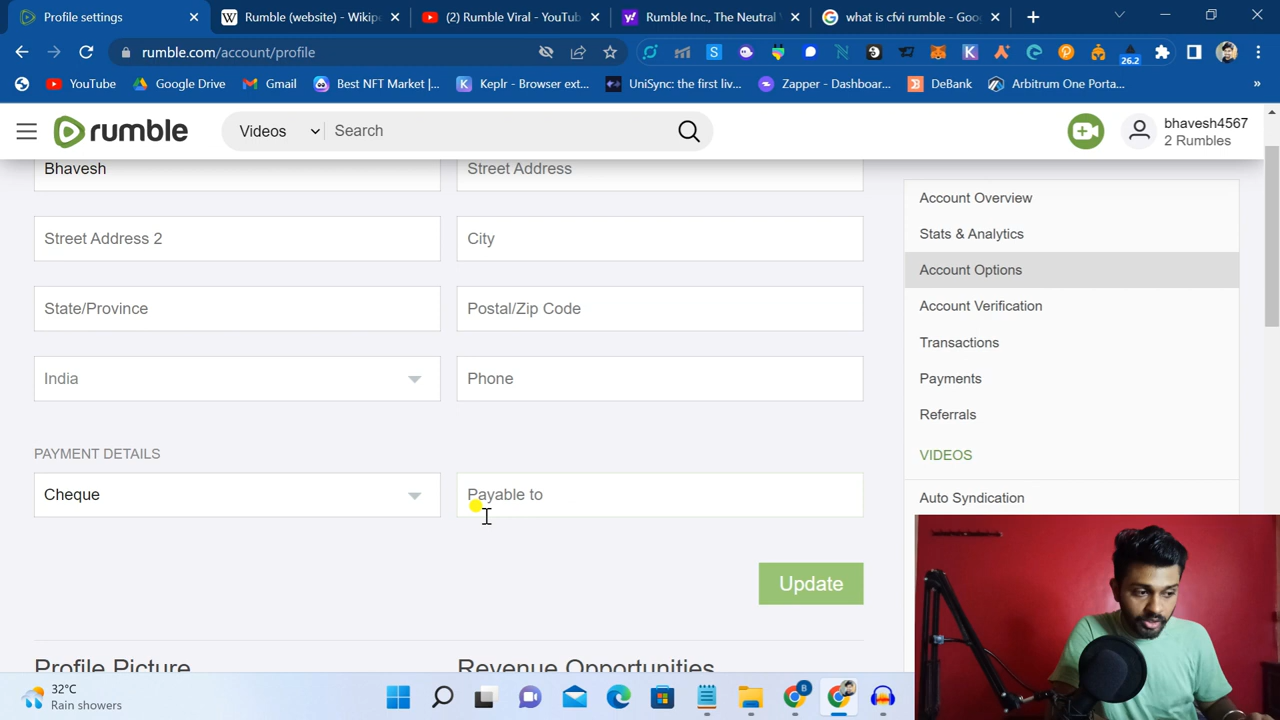 Profile settings
Rumble (website) - Wikipe
(2) Rumble Viral - YouTub
Rumble Inc., The Neutral
what is cfvi rumble - Goo
rumble.com/account/profile
26.2
YouTube
Google Drive
Gmail
Best NFT Market |...
Keplr - Browser ext...
UniSync: the first liv...
Zapper - Dashboar...
DeBank
Arbitrum One Porta...
»
rumble
Videos
Search
bhavesh4567
2 Rumbles
Bhavesh
Street Address
Street Address 2
City
State/Province
Postal/Zip Code
India
Phone
PAYMENT DETAILS
Cheque
Payable to
Update
Profile Picture
Revenue Opportunities
Account Overview
Stats & Analytics
Account Options
Account Verification
Transactions
Payments
Referrals
VIDEOS
Auto Syndication
32°C
Rain showers